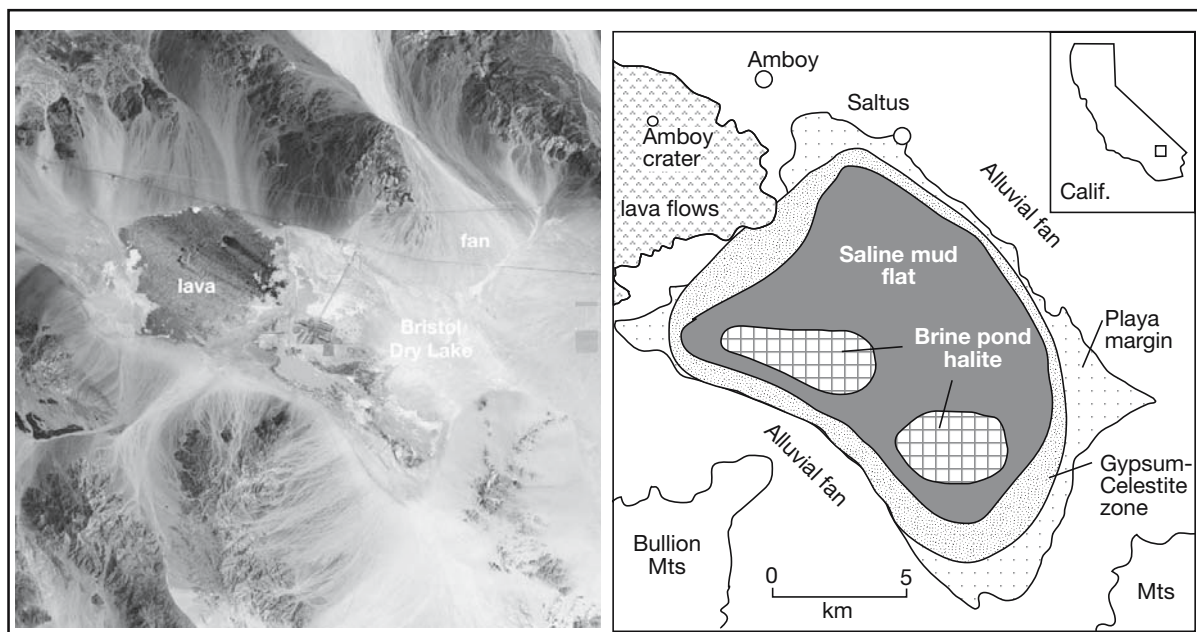 fan
lava
Bristol
Dry Lake
Amboy
Saltus
Amboy
crater
lava flows
Alluvial fan
Calif.
Saline mud
flat
Playa
margin
Brine pond
halite
Alluvial fan
Gypsum-
Celestite
zone
Bullion
Mts
0
5
km
Mts